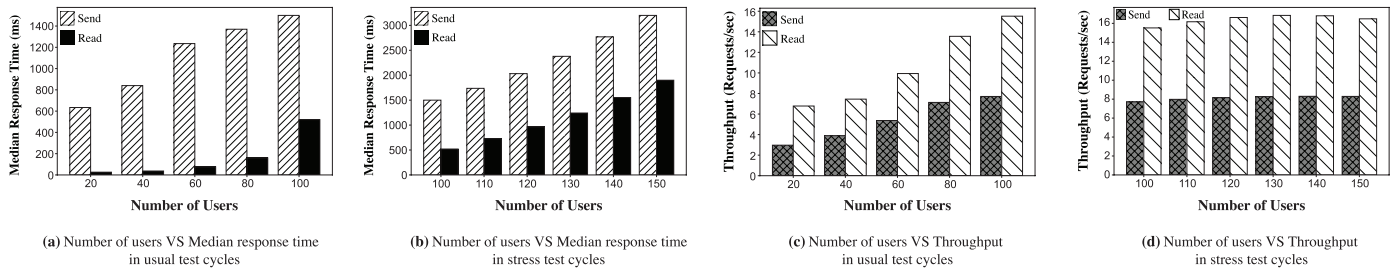 Median Response Time (ms)
1400
1200
1000
800
600
400
200
0
Send
Read
20 40 60 80 100
Number of Users
(a) Number of users VS Median response time
in usual test cycles
Median Response Time (ms)
3000
2500
2000
1500
1000
500
0
Send
Read
100 110 120 130 140 150
Number of Users
(b) Number of users VS Median response time
in stress test cycles
Throughput (Requests/sec)
16
14
12
10
8
6
4
2
0
Send
Read
20 40 60 80 100
Number of Users
(c) Number of users VS Throughput
in usual test cycles
Throughput (Requests/sec)
16
14
12
10
8
6
4
2
0
Send Read
100 110 120 130 140 150
Number of Users
(d) Number of users VS Throughput
in stress test cycles